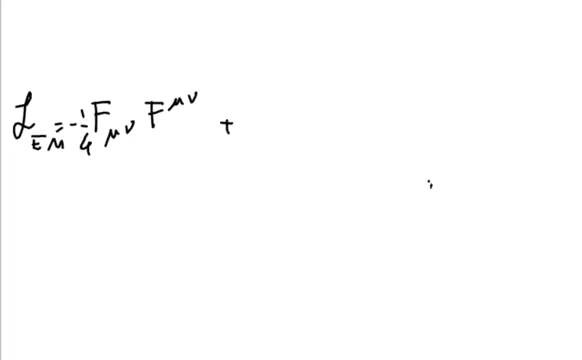 ℒ_EM = -1/4 F_μν F^μν +